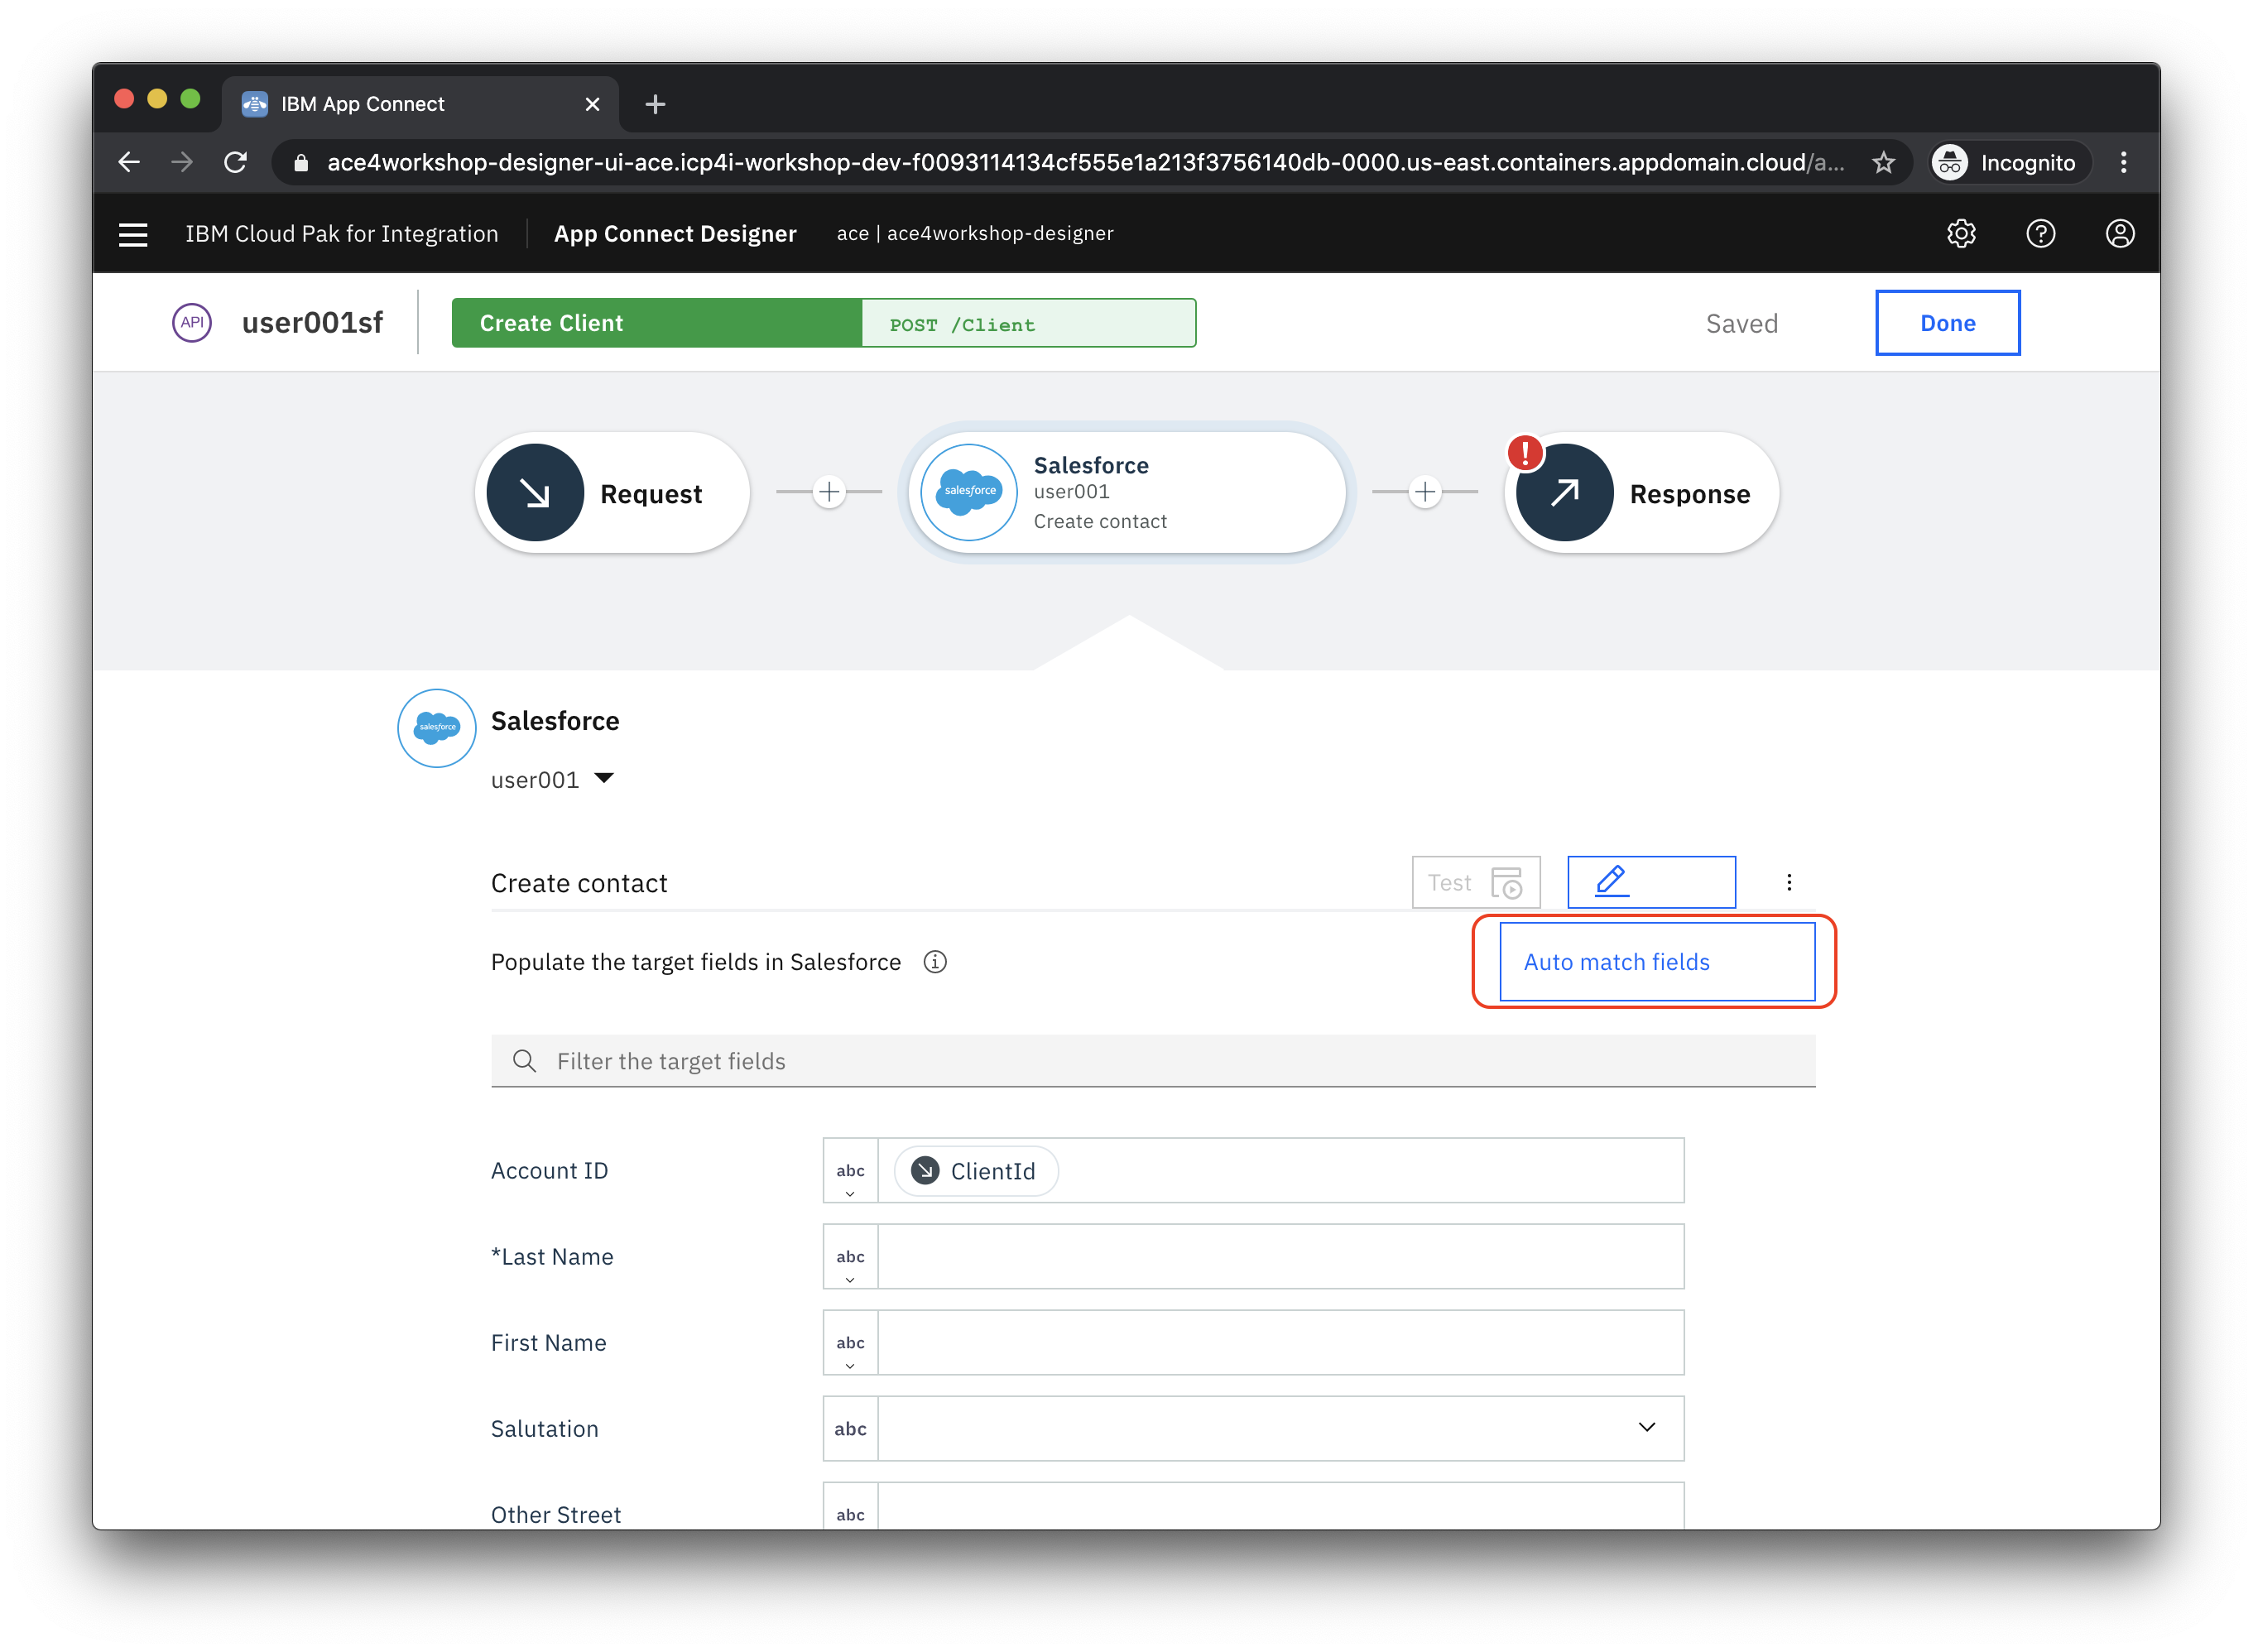 IBM App Connect
ace4workshop-designer-ui-ace.icp4i-workshop-dev-f0093114134cf555e1a213f3756140db-0000.us-east.containers.appdomain.cloud/a...
Incognito
IBM Cloud Pak for Integration
App Connect Designer
ace | ace4workshop-designer
API
user001sf
Create Client
POST /Client
Saved
Done
Request
salesforce
Salesforce
user001
Create contact
!
Response
salesforce
Salesforce
user001
Create contact
Test
Populate the target fields in Salesforce
Auto match fields
Filter the target fields
Account ID
abc
ClientId
*Last Name
abc
First Name
abc
Salutation
abc
Other Street
abc